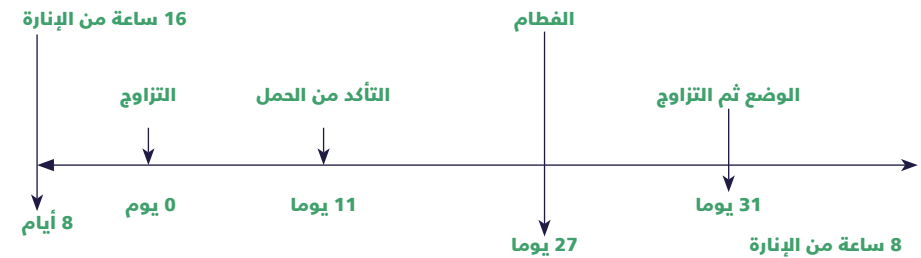 16 ساعة من الإنارة
الفطام
التزاوج
التأكد من الحمل
الوضع ثم التزاوج
8 أيام
0 يوم
11 يوما
27 يوما
31 يوما
8 ساعة من الإنارة